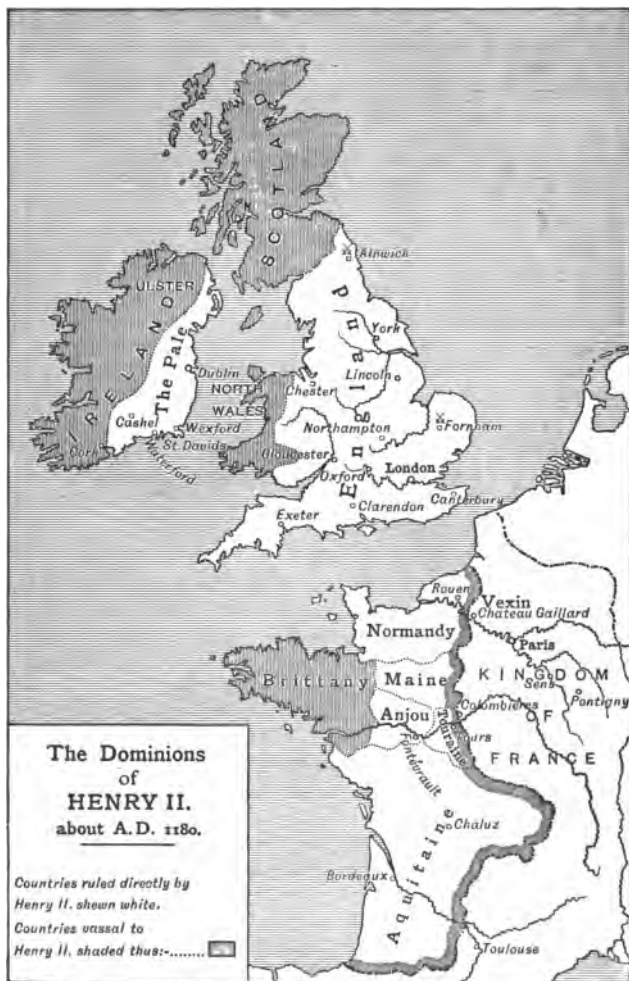 SCOTLAND
Alnwick
ULSTER
IRELAND
The Pale
England
York
Dublin
NORTH
WALES
Chester
Lincoln
Cashel
Wexford
St. Davids
Cork
Waterford
Northampton
Fornham
Gloucester
Oxford
London
Canterbury
Clarendon
Exeter
Rouen
Vexin
Chateau Gaillard
Normandy
Paris
KINGDOM
OF
FRANCE
Sens
Pontigny
Brittany
Maine
Colombières
Anjou
Touraine
Tours
Fontévrault
Chaluz
Bordeaux
Aquitaine
Toulouse
The Dominions
of
HENRY II.
about A.D. 1180.
Countries ruled directly by
Henry II. shewn white.
Countries vassal to
Henry II. shaded thus:-........